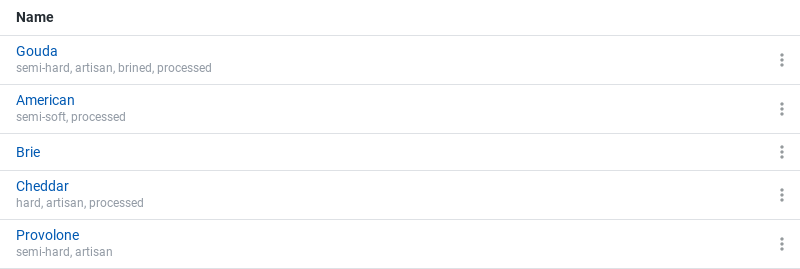 Name
Gouda
semi-hard, artisan, brined, processed
American
semi-soft, processed
Brie
Cheddar
hard, artisan, processed
Provolone
semi-hard, artisan